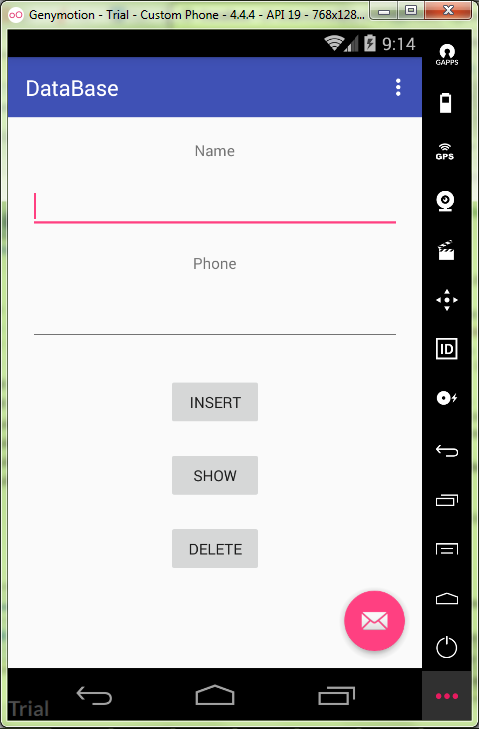 Genymotion - Trial - Custom Phone - 4.4.4 - API 19 - 768x128...
9:14
GAPPS
DataBase
GPS
Name
Phone
ID
INSERT
SHOW
DELETE
Trial